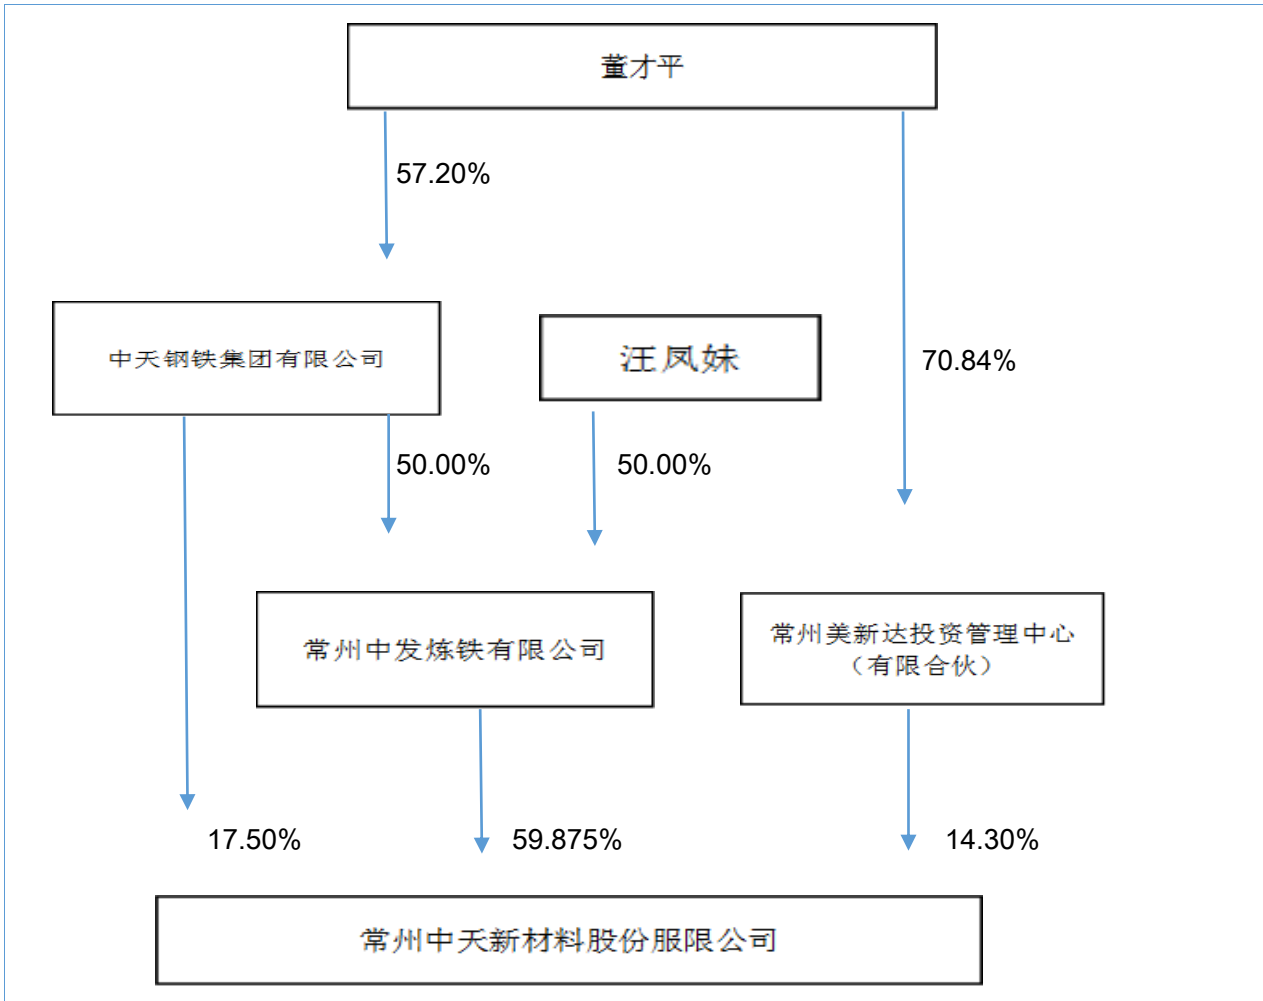 董才平
57.20%
中天钢铁集团有限公司
汪凤妹
70.84%
50.00%
50.00%
常州中发炼铁有限公司
常州美新达投资管理中心
（有限合伙）
17.50%
59.875%
14.30%
常州中天新材料股份服限公司